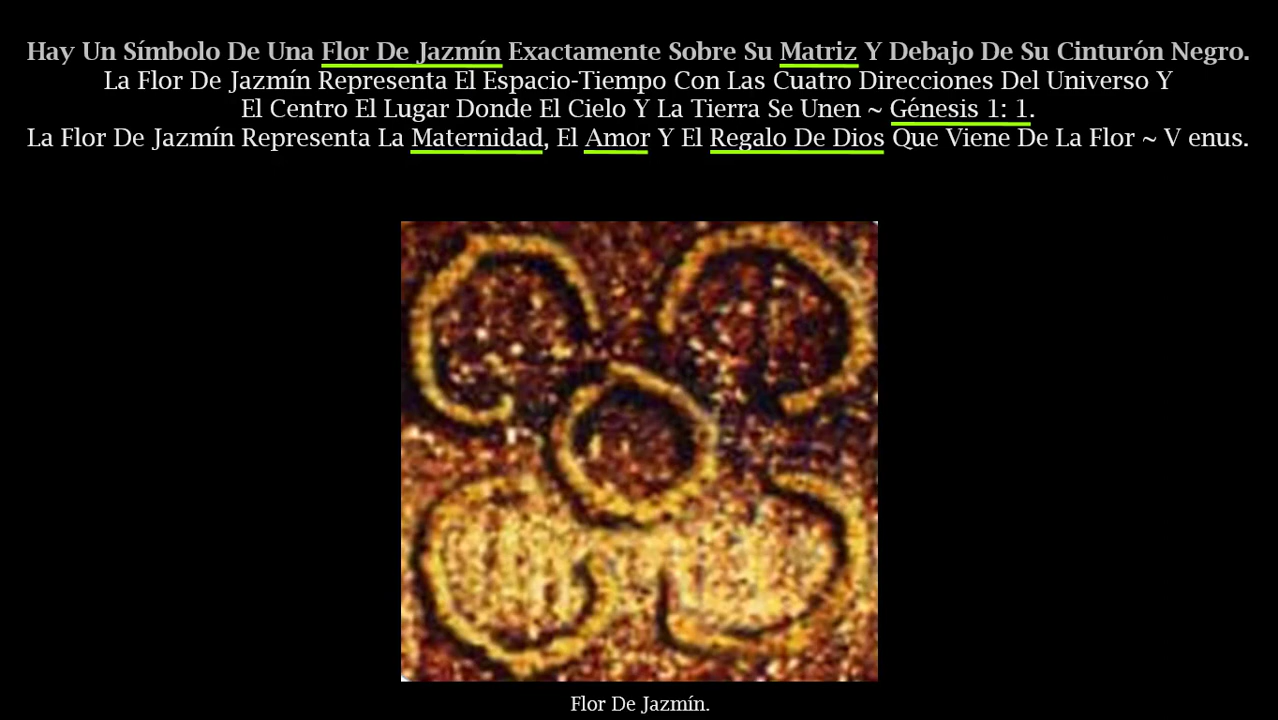 Hay Un Símbolo De Una Flor De Jazmín Exactamente Sobre Su Matriz Y Debajo De Su Cinturón Negro.
La Flor De Jazmín Representa El Espacio-Tiempo Con Las Cuatro Direcciones Del Universo Y
El Centro El Lugar Donde El Cielo Y La Tierra Se Unen ~ Génesis 1: 1.
La Flor De Jazmín Representa La Maternidad, El Amor Y El Regalo De Dios Que Viene De La Flor ~ V enus.
Flor De Jazmín.